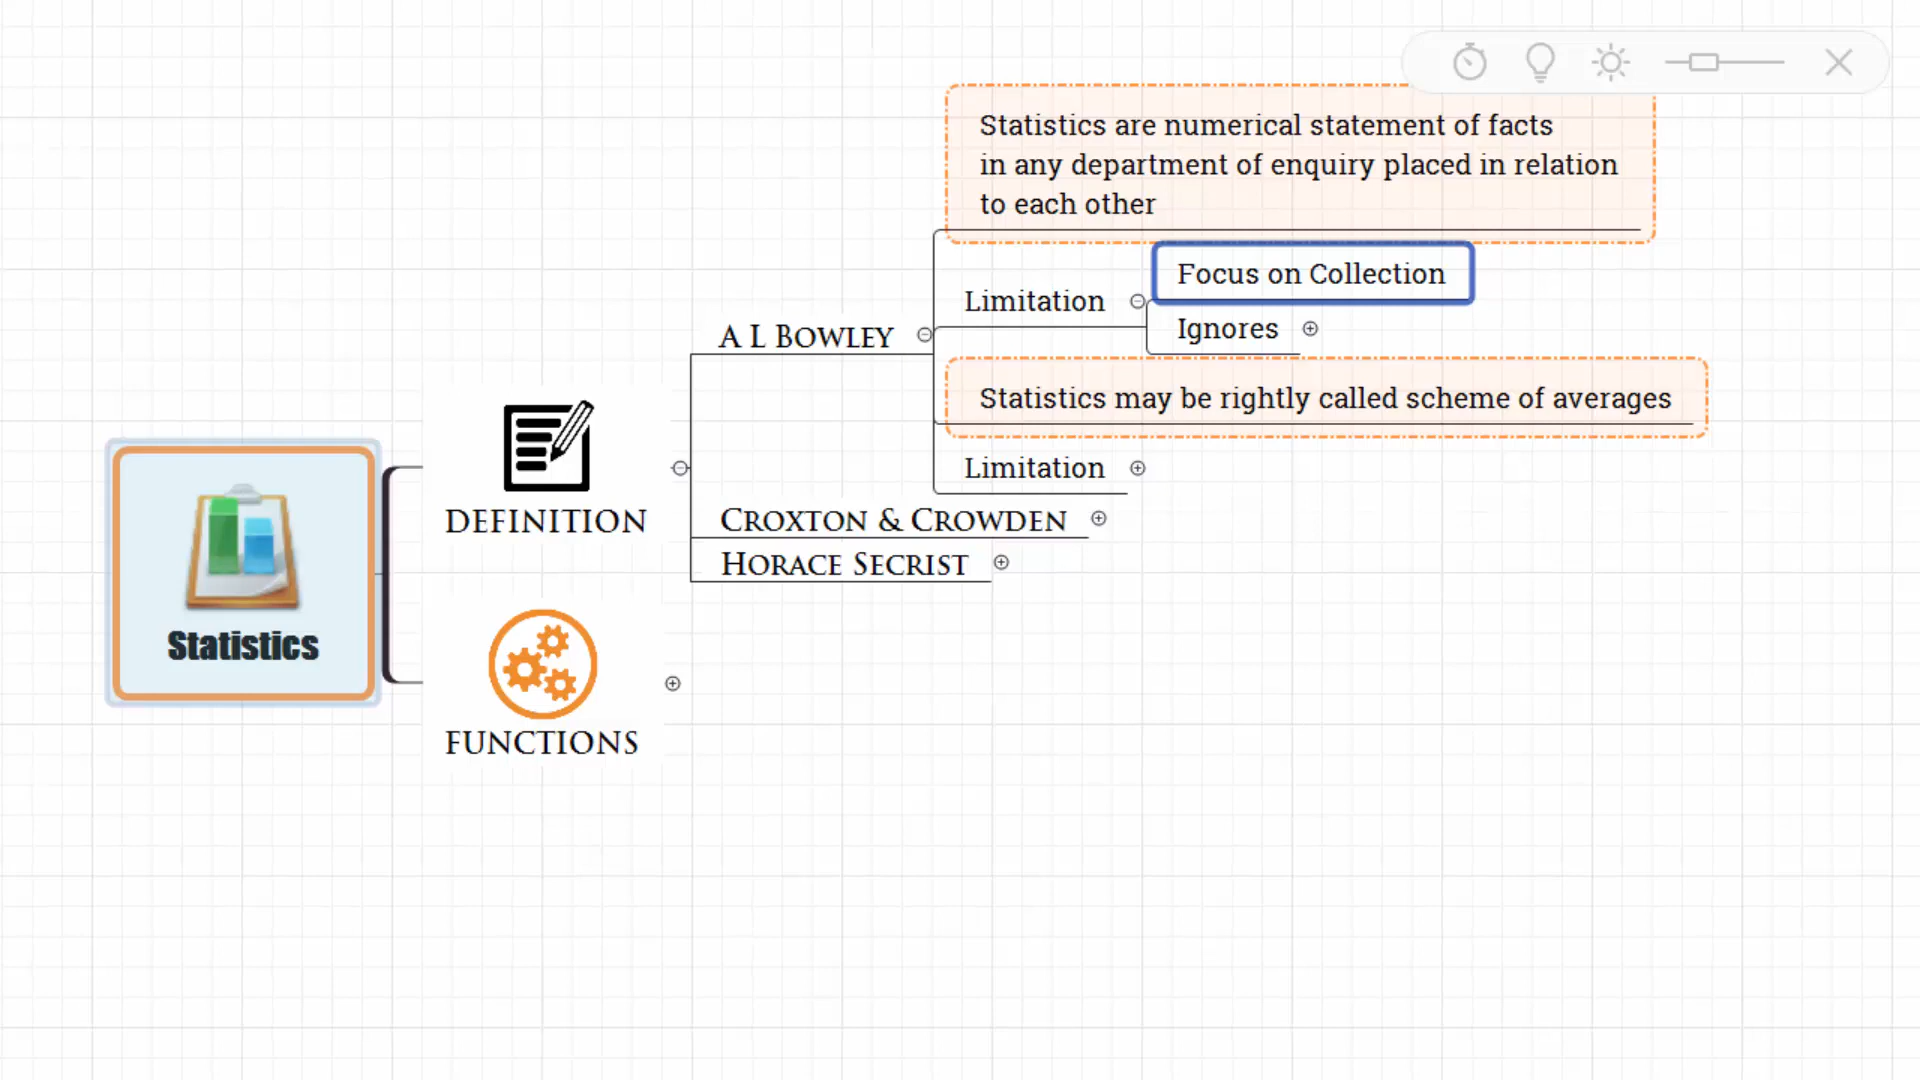 Statistics are numerical statement of facts
in any department of enquiry placed in relation
to each other
Focus on Collection
Limitation
Ignores
A L BOWLEY
Statistics may be rightly called scheme of averages
Limitation
DEFINITION
CROXTON & CROWDEN
HORACE SECRIST
Statistics
FUNCTIONS